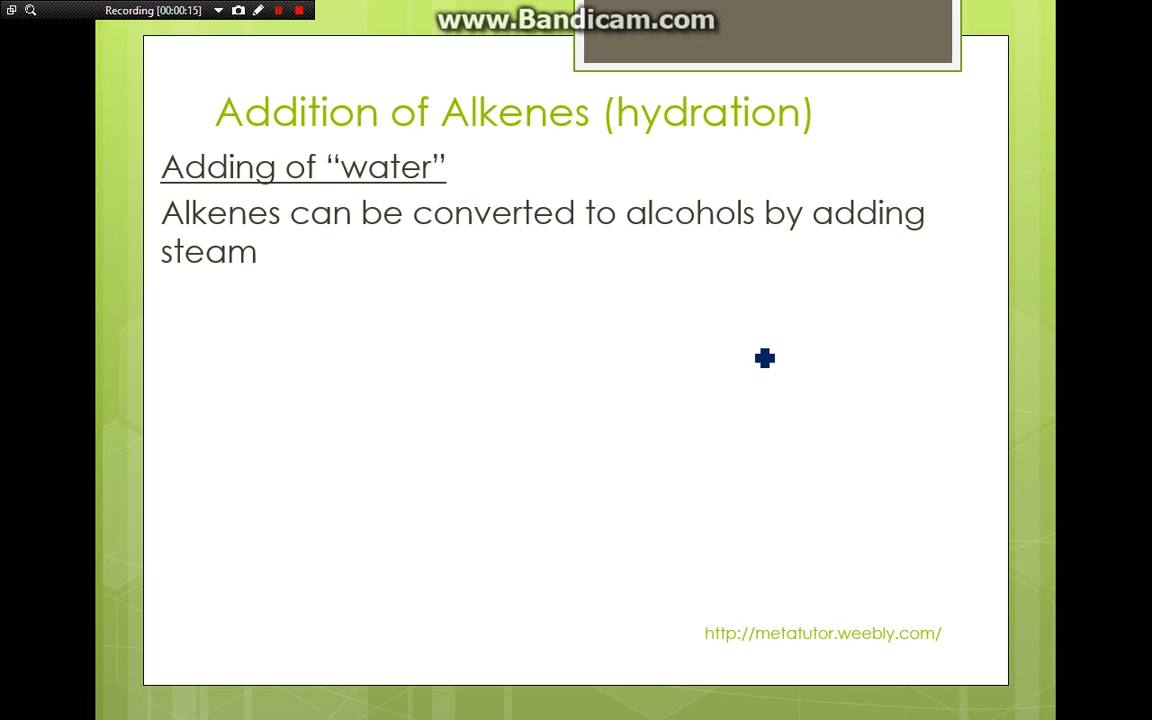 Recording [00:00:15]
www.Bandicam.com
Addition of Alkenes (hydration)
Adding of “water”
Alkenes can be converted to alcohols by adding
steam
http://metatutor.weebly.com/